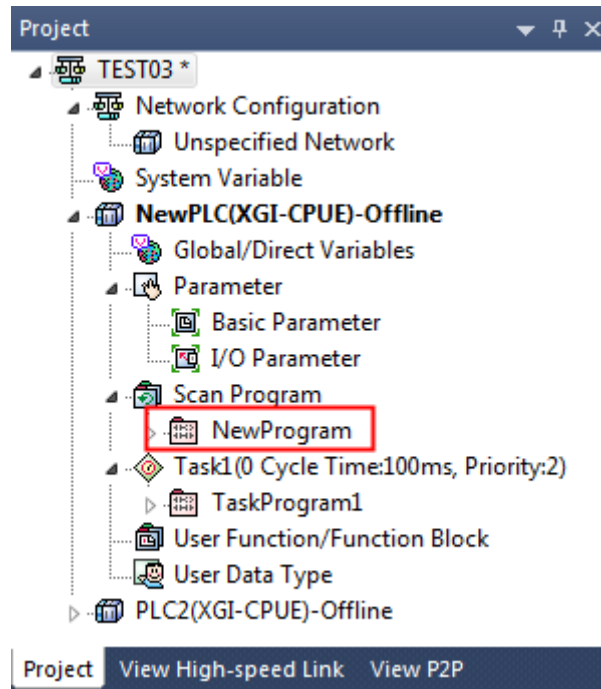 Project
TEST03 *
Network Configuration
Unspecified Network
System Variable
NewPLC(XGI-CPUE)-Offline
Global/Direct Variables
Parameter
Basic Parameter
I/O Parameter
Scan Program
NewProgram
Task1(0 Cycle Time:100ms, Priority:2)
TaskProgram1
User Function/Function Block
User Data Type
PLC2(XGI-CPUE)-Offline
Project View High-speed Link View P2P